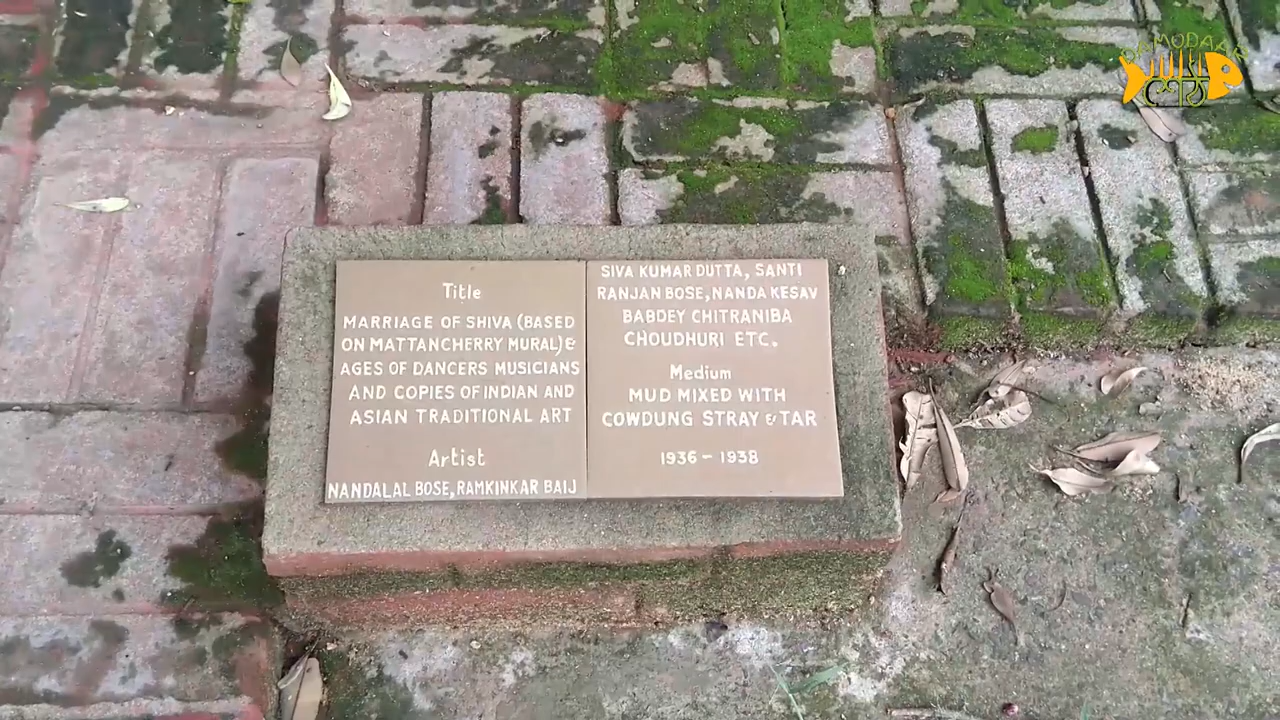 Title
MARRIAGE OF SHIVA (BASED
ON MATTANCHERRY MURAL) &
AGES OF DANCERS MUSICIANS
AND COPIES OF INDIAN AND
ASIAN TRADITIONAL ART
Artist
NANDALAL BOSE, RAMKINKAR BAIJ
SIVA KUMAR DUTTA, SANTI
RANJAN BOSE, NANDA KESAV
BABDEY CHITRANIBA
CHOUDHURI ETC.
Medium
MUD MIXED WITH
COWDUNG STRAY & TAR
1936 - 1938